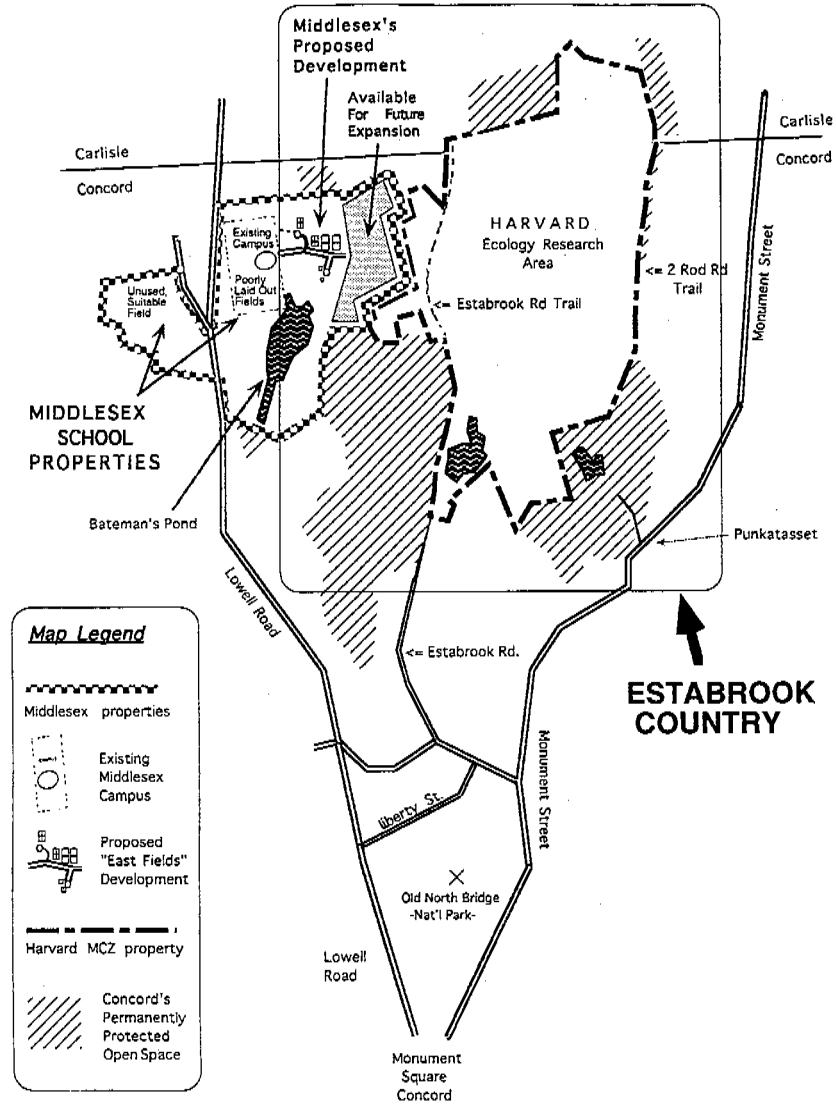 Middlesex's
Proposed
Development
Available
For Future
Expansion
Carlisle
Concord
Carlisle
Concord
Existing
Campus
Poorly
Laid Out
Fields
Unused,
Suitable
Field
HARVARD
Ecology Research
Area
<= 2 Rod Rd
Trail
<= Estabrook Rd Trail
Monument Street
MIDDLESEX
SCHOOL
PROPERTIES
Bateman's Pond
Punkatasset
Lowell Road
<= Estabrook Rd.
ESTABROOK
COUNTRY
Monument Street
liberty St.
Old North Bridge
-Nat'l Park-
Lowell
Road
Monument
Square
Concord
Map Legend
Middlesex properties
Existing
Middlesex
Campus
Proposed
"East Fields"
Development
Harvard MCZ property
Concord's
Permanently
Protected
Open Space